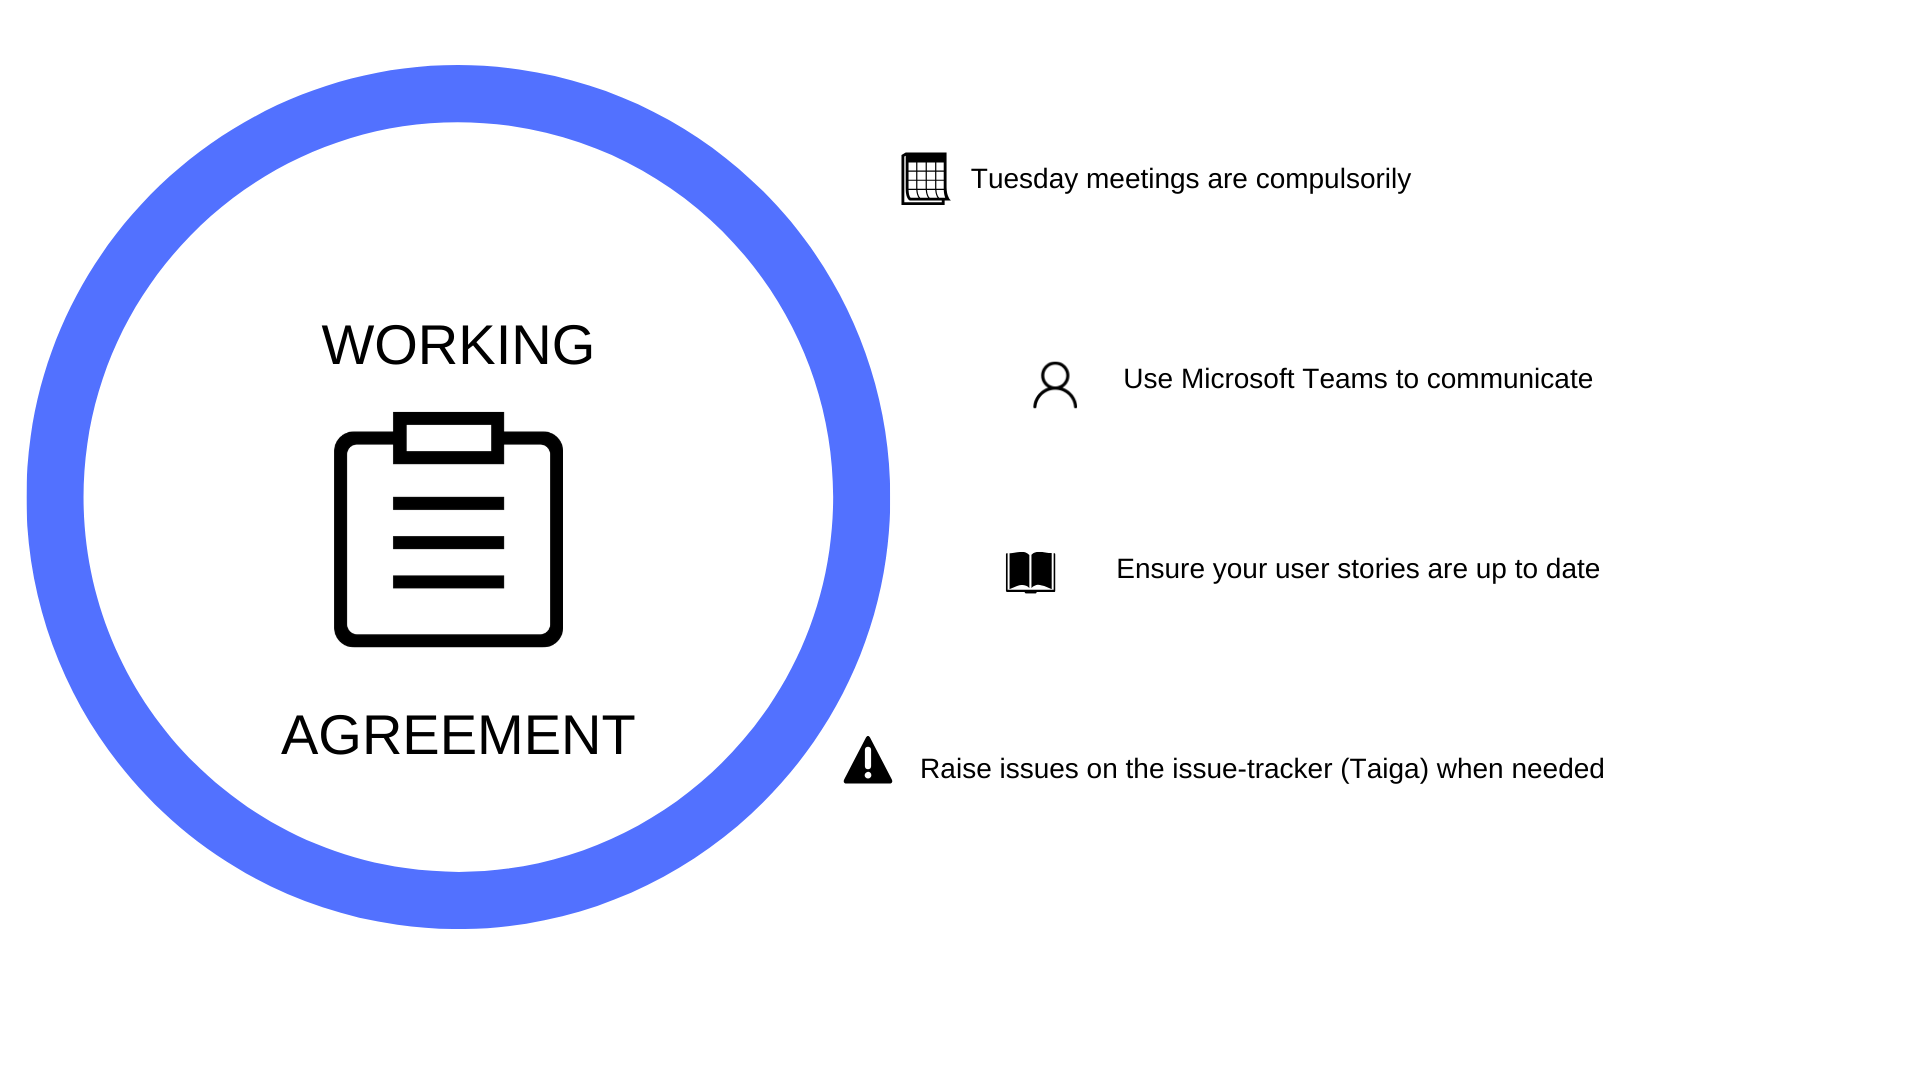 WORKING
AGREEMENT
Tuesday meetings are compulsorily
Use Microsoft Teams to communicate
Ensure your user stories are up to date
Raise issues on the issue-tracker (Taiga) when needed